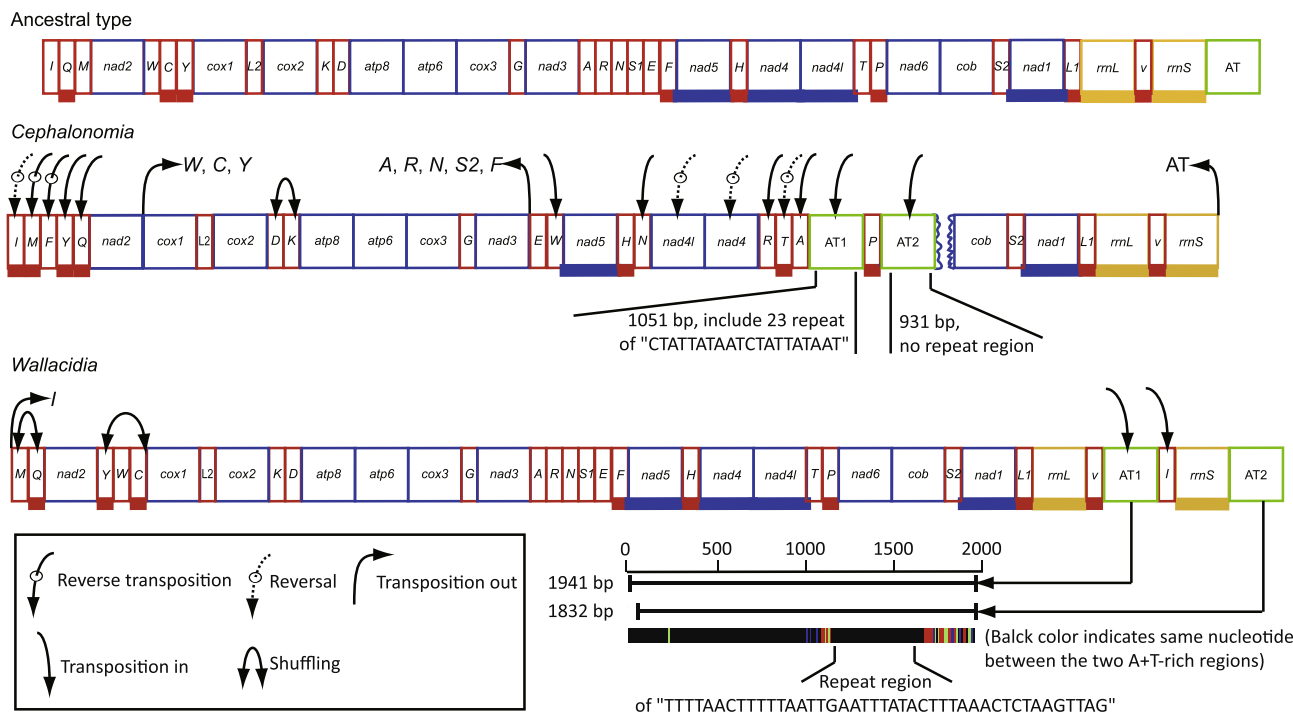 Ancestral type
I Q M nad2 W C Y cox1 L2 cox2 K D atp8 atp6 cox3 G nad3 A R N S1 E F nad5 H nad4 nad4l T P nad6 cob S2 nad1 L1 rrnL v rrnS AT
Cephalonomia
W, C, Y A, R, N, S2, F AT
I M F Y Q nad2 cox1 L2 cox2 D K atp8 atp6 cox3 G nad3 E W nad5 H N nad4l nad4 R T A AT1 P AT2 cob S2 nad1 L1 rrnL v rrnS
1051 bp, include 23 repeat
of "CTATTATAATCTATTATAAT"
931 bp,
no repeat region
Wallacidia
I
M Q nad2 Y W C cox1 L2 cox2 K D atp8 atp6 cox3 G nad3 A R N S1 E F nad5 H nad4 nad4l T P nad6 cob S2 nad1 L1 rrnL v AT1 I rrnS AT2
Reverse transposition
Reversal
Transposition out
Transposition in
Shuffling
0 500 1000 1500 2000
1941 bp
1832 bp
(Balck color indicates same nucleotide
between the two A+T-rich regions)
Repeat region
of "TTTTAACTTTTTAATTGAATTTATACTTTAAACTCTAAGTTAG"